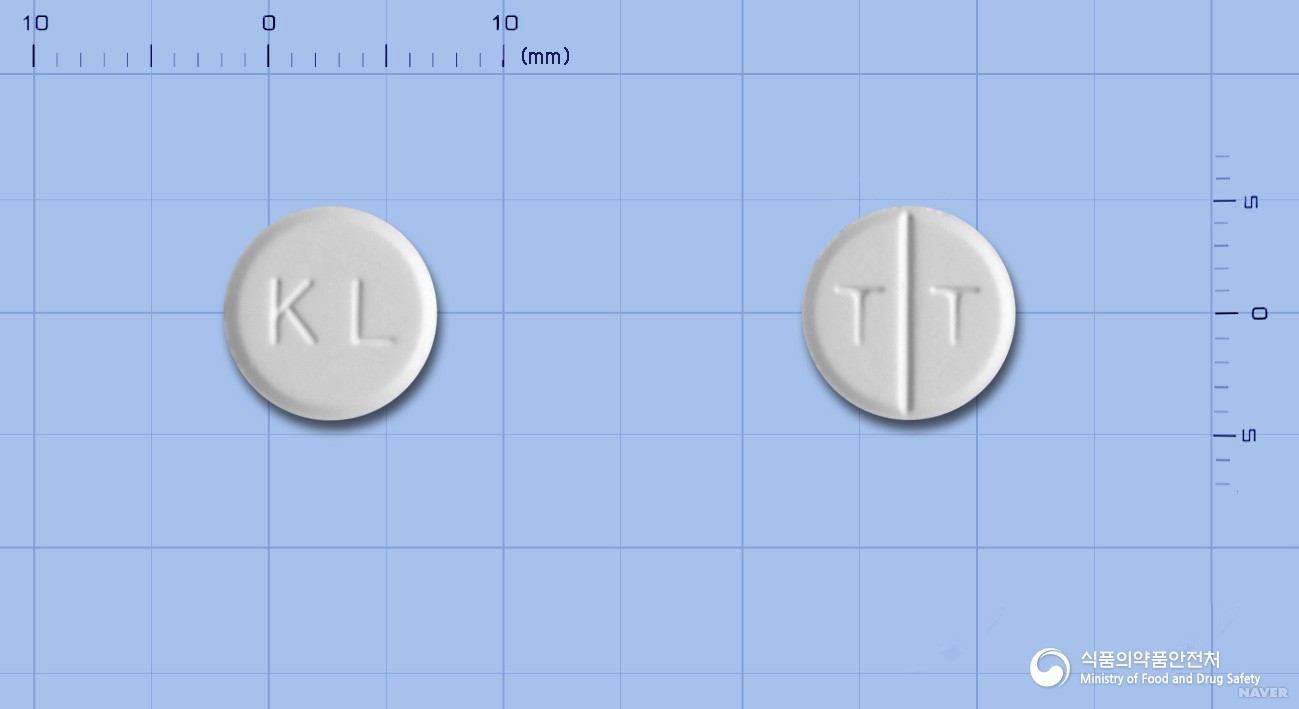 10 0 10
(mm)
KL
T T
5
0
5
식품의약품안전처
Ministry of Food and Drug Safety
NAVER